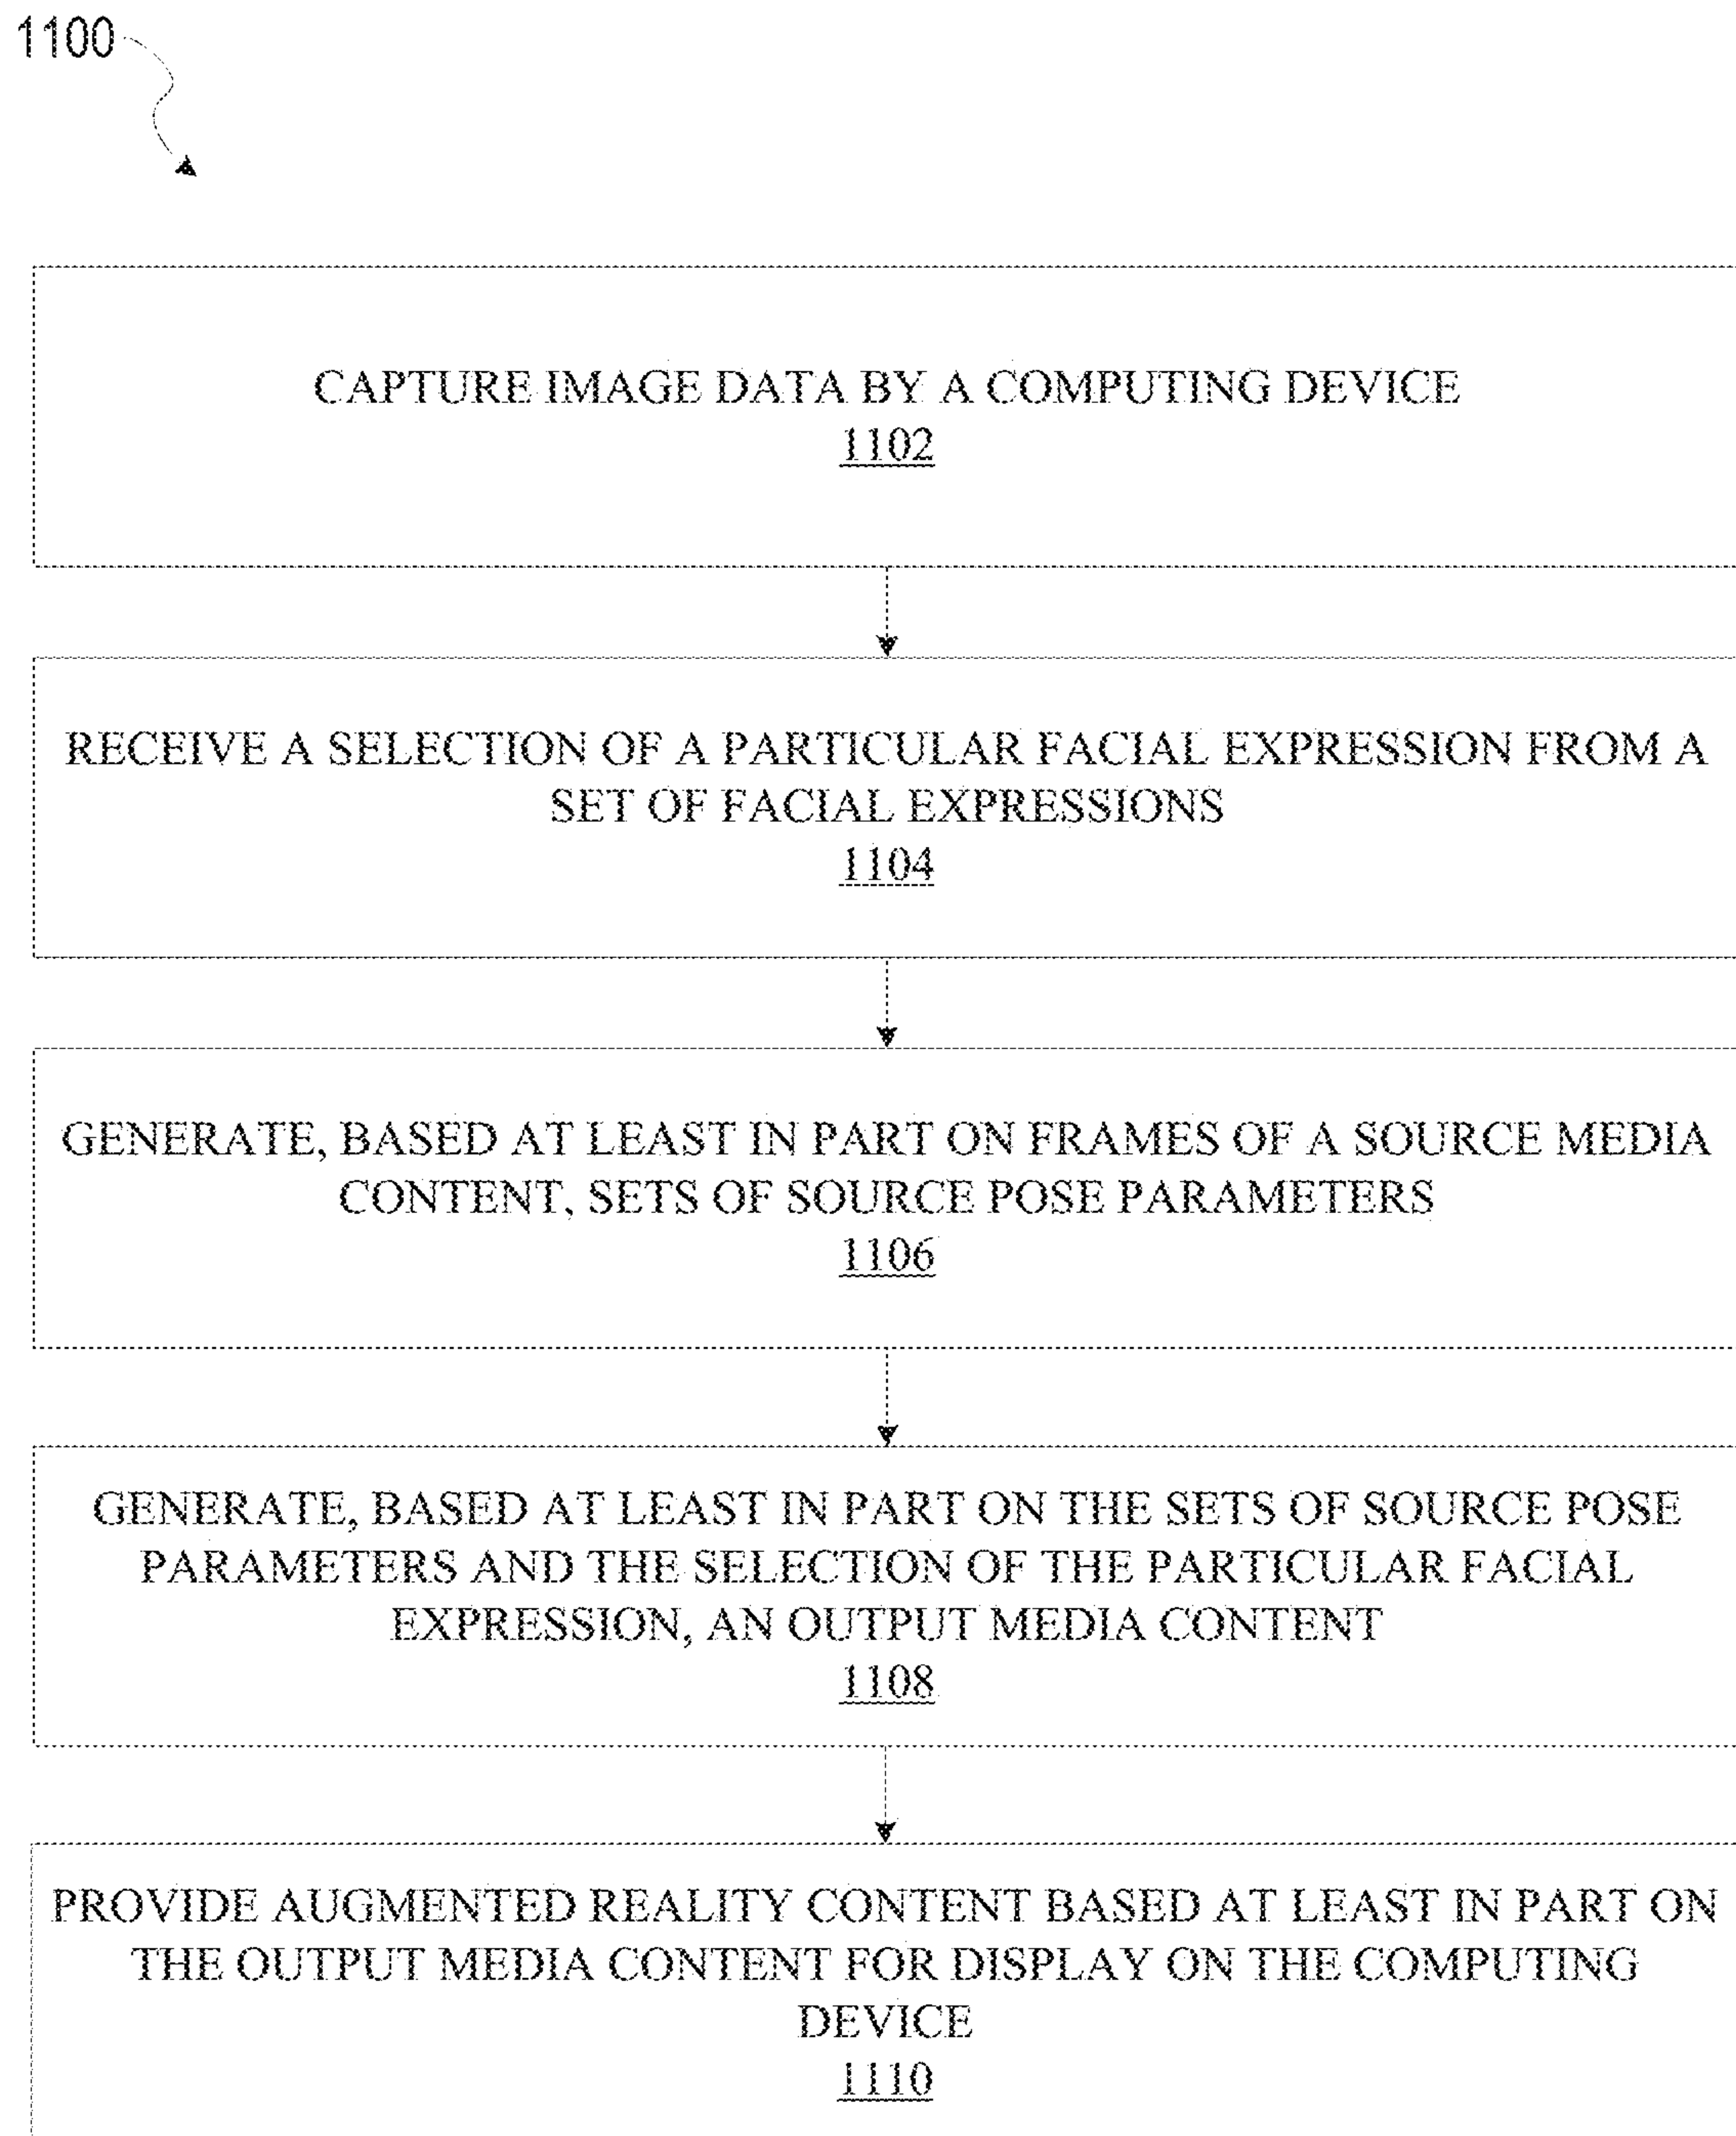 1100
CAPTURE IMAGE DATA BY A COMPUTING DEVICE
1102
RECEIVE A SELECTION OF A PARTICULAR FACIAL EXPRESSION FROM A
SET OF FACIAL EXPRESSIONS
1104
GENERATE, BASED AT LEAST IN PART ON FRAMES OF A SOURCE MEDIA
CONTENT, SETS OF SOURCE POSE PARAMETERS
1106
GENERATE, BASED AT LEAST IN PART ON THE SETS OF SOURCE POSE
PARAMETERS AND THE SELECTION OF THE PARTICULAR FACIAL
EXPRESSION, AN OUTPUT MEDIA CONTENT
1108
PROVIDE AUGMENTED REALITY CONTENT BASED AT LEAST IN PART ON
THE OUTPUT MEDIA CONTENT FOR DISPLAY ON THE COMPUTING
DEVICE
1110